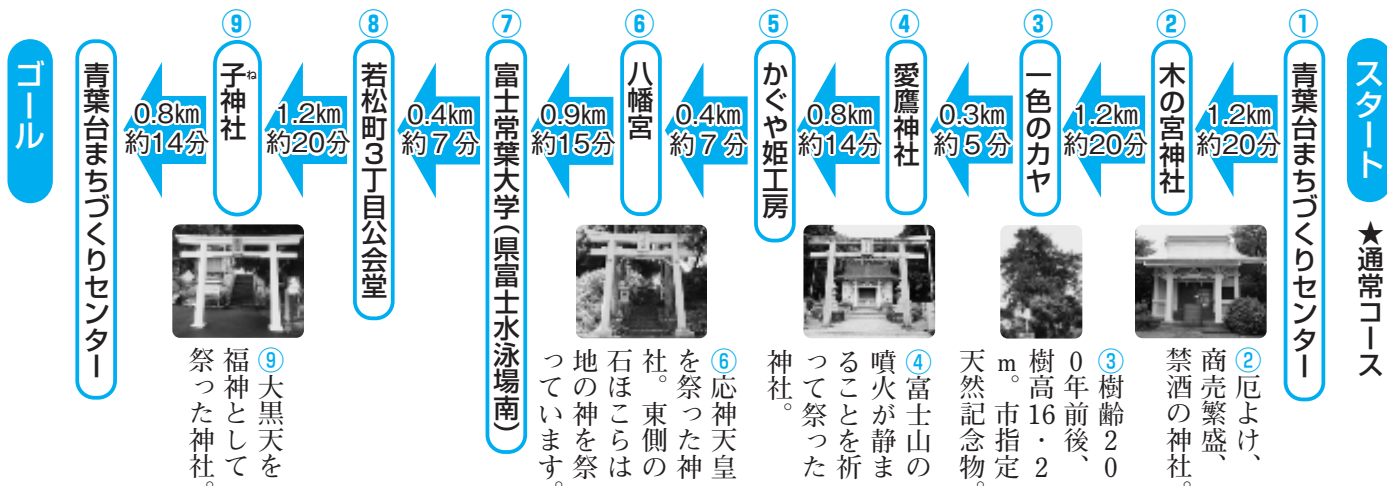 スタート
★通常コース
①
青葉台まちづくりセンター
1.2km
約20分
②
木の宮神社
1.2km
約20分
③
一色のカヤ
0.3km
約5分
④
愛鷹神社
0.8km
約14分
⑤
かぐや姫工房
0.4km
約7分
⑥
八幡宮
0.9km
約15分
⑦
富士常葉大学(県富士水泳場南)
0.4km
約7分
⑧
若松町3丁目公会堂
1.2km
約20分
⑨
子神社
ね
0.8km
約14分
青葉台まちづくりセンター
ゴール
②厄よけ、
商売繁盛、
禁酒の神社。
③樹齢20
0年前後、
樹高16・2
m。市指定
天然記念物。
④富士山の
噴火が静ま
ることを祈
って祭った
神社。
⑥応神天皇
を祭った神
社。東側の
石ほこらは
地の神を祭
っています。
⑨大黒天を
福神として
祭った神社。